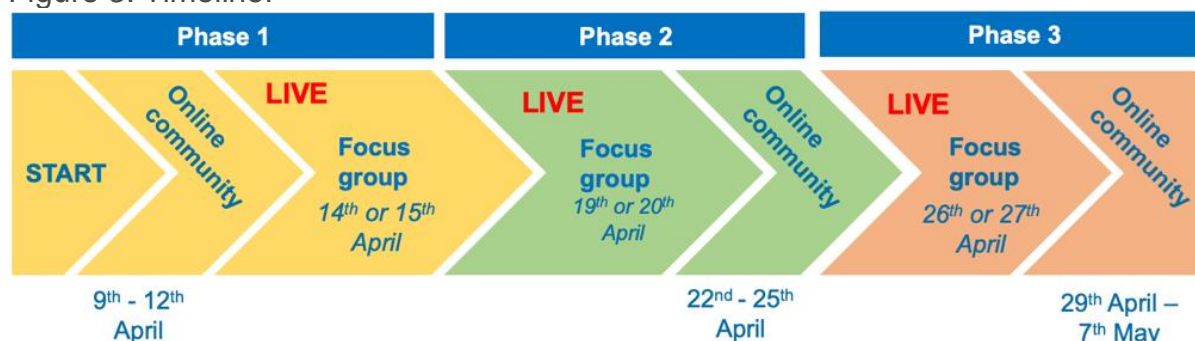 Figure 3. Timeline.
Phase 1
Phase 2
Phase 3
START
Online
community
LIVE
Focus
group
14th or 15th
April
LIVE
Focus
group
19th or 20th
April
Online
community
LIVE
Focus
group
26th or 27th
April
Online
community
9th - 12th
April
22nd - 25th
April
29th April –
7th May